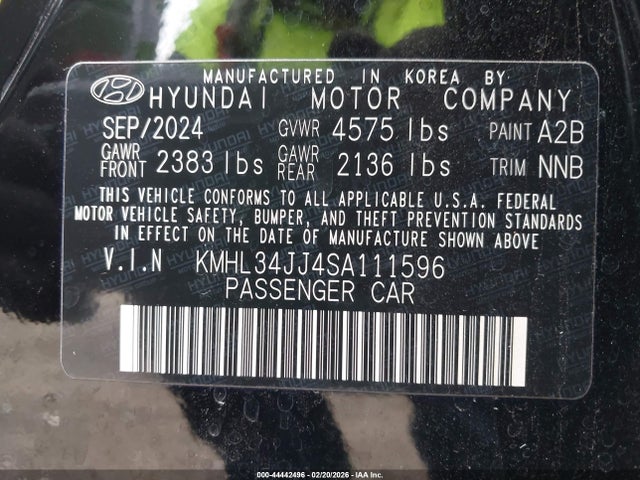 MANUFACTURED IN KOREA BY:
HYUNDAI MOTOR COMPANY
SEP/2024 GVWR 4575 lbs PAINT A2B
GAWR FRONT 2383 lbs GAWR REAR 2136 lbs TRIM NNB
THIS VEHICLE CONFORMS TO ALL APPLICABLE U.S.A. FEDERAL
MOTOR VEHICLE SAFETY, BUMPER, AND THEFT PREVENTION STANDARDS
IN EFFECT ON THE DATE OF MANUFACTURE SHOWN ABOVE
V.I.N KMHL34JJ4SA111596
PASSENGER CAR
000-44442496 - 02/20/2026 - IAA Inc.